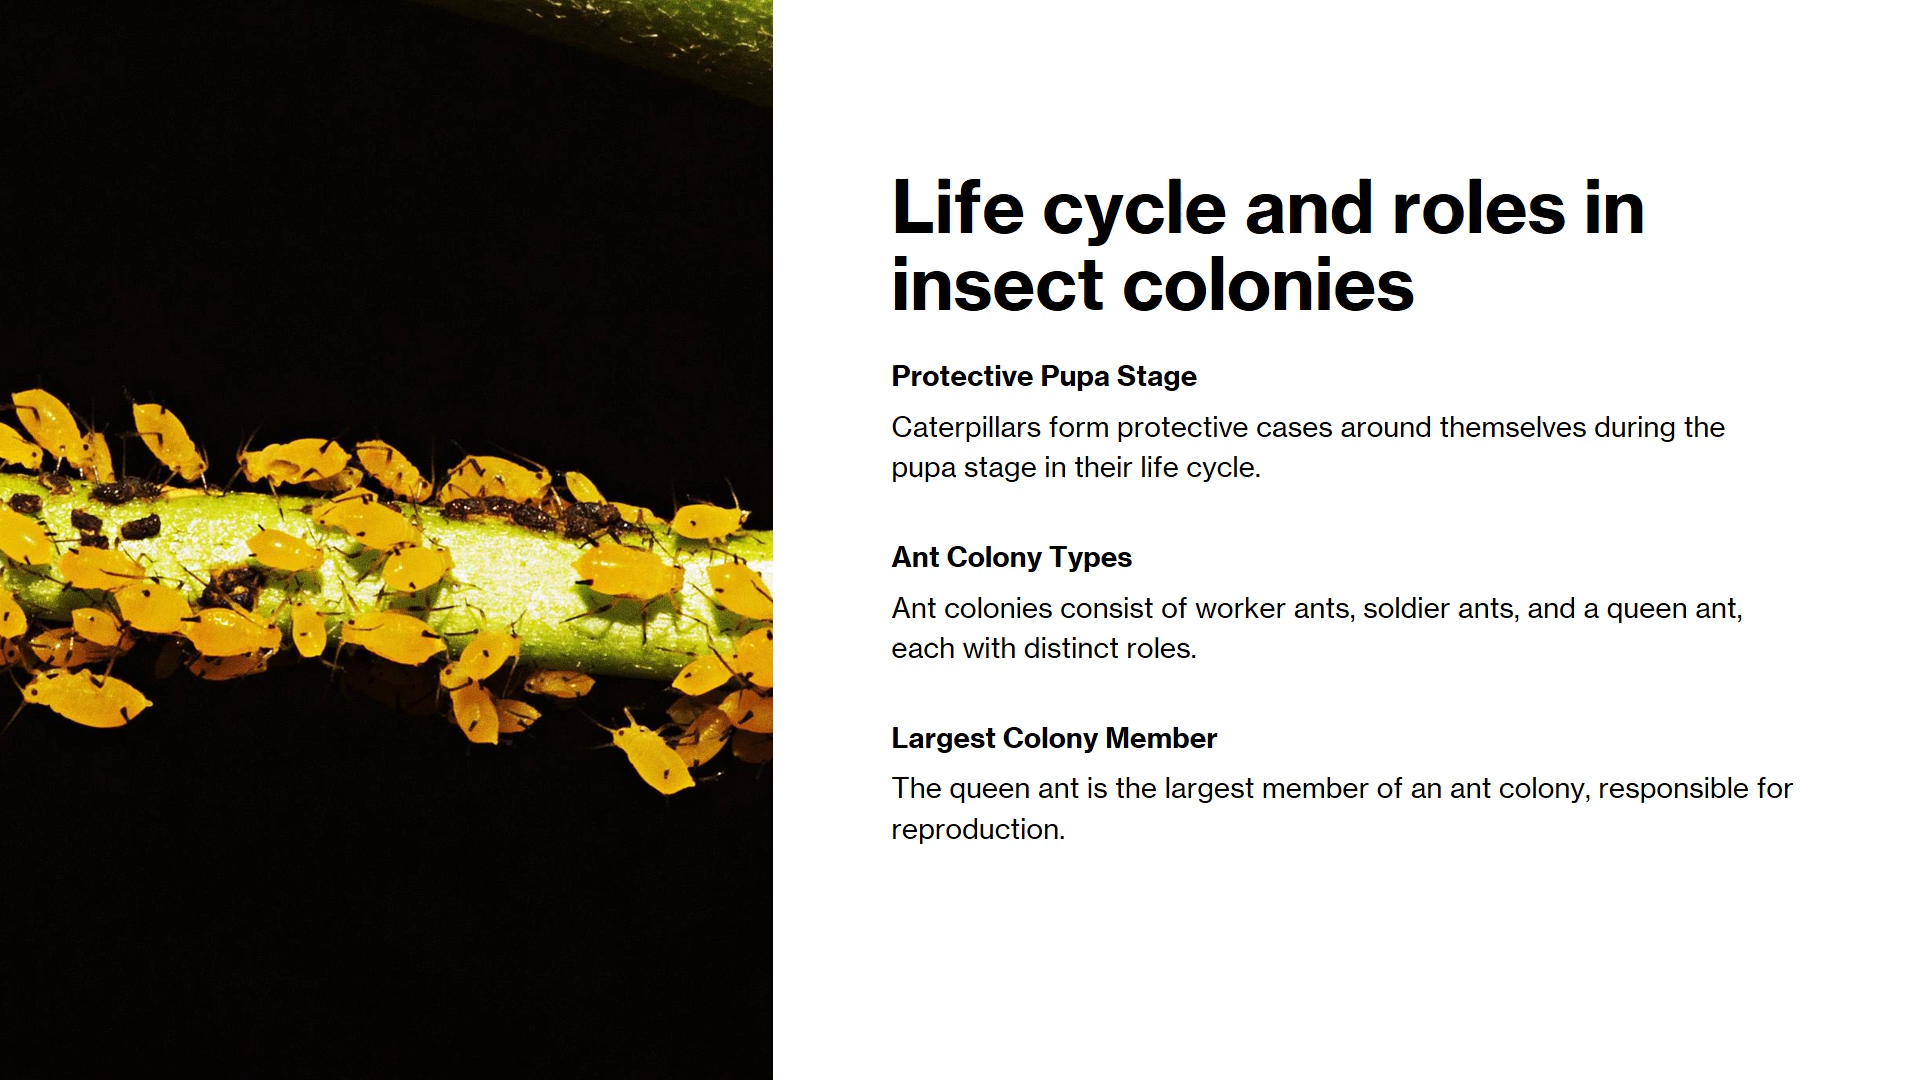 Life cycle and roles in
insect colonies
Protective Pupa Stage
Caterpillars form protective cases around themselves during the
pupa stage in their life cycle.
Ant Colony Types
Ant colonies consist of worker ants, soldier ants, and a queen ant,
each with distinct roles.
Largest Colony Member
The queen ant is the largest member of an ant colony, responsible for
reproduction.